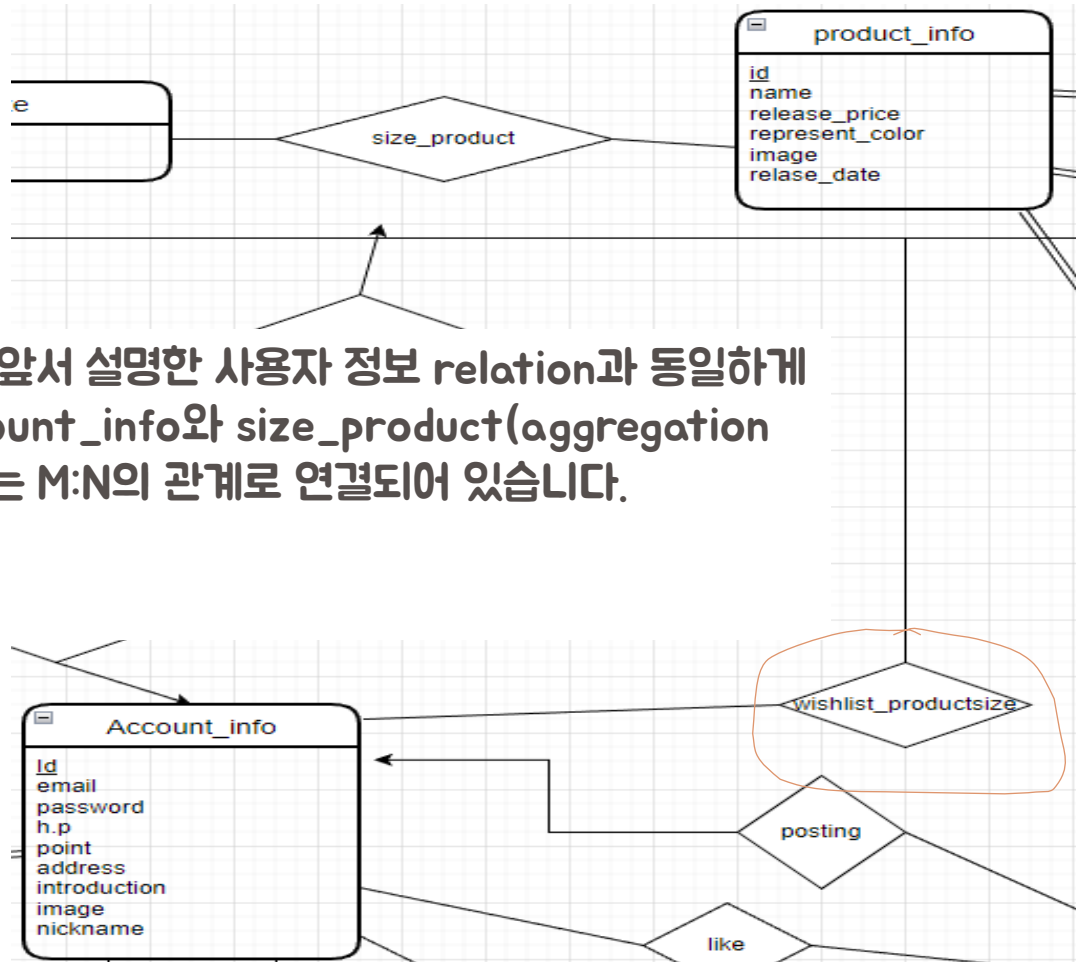 product_info
id
name
release_price
represent_color
image
relase_date
size_product
앞서 설명한 사용자 정보 relation과 동일하게
ount_info와 size_product(aggregation
는 M:N의 관계로 연결되어 있습니다.
wishlist_productsize
Account_info
Id
email
password
h.p
point
address
introduction
image
nickname
posting
like